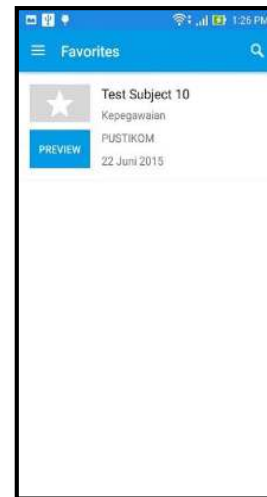 1:26 PM
Favorites
Test Subject 10
Kepegawaian
PREVIEW
PUSTIKOM
22 Juni 2015